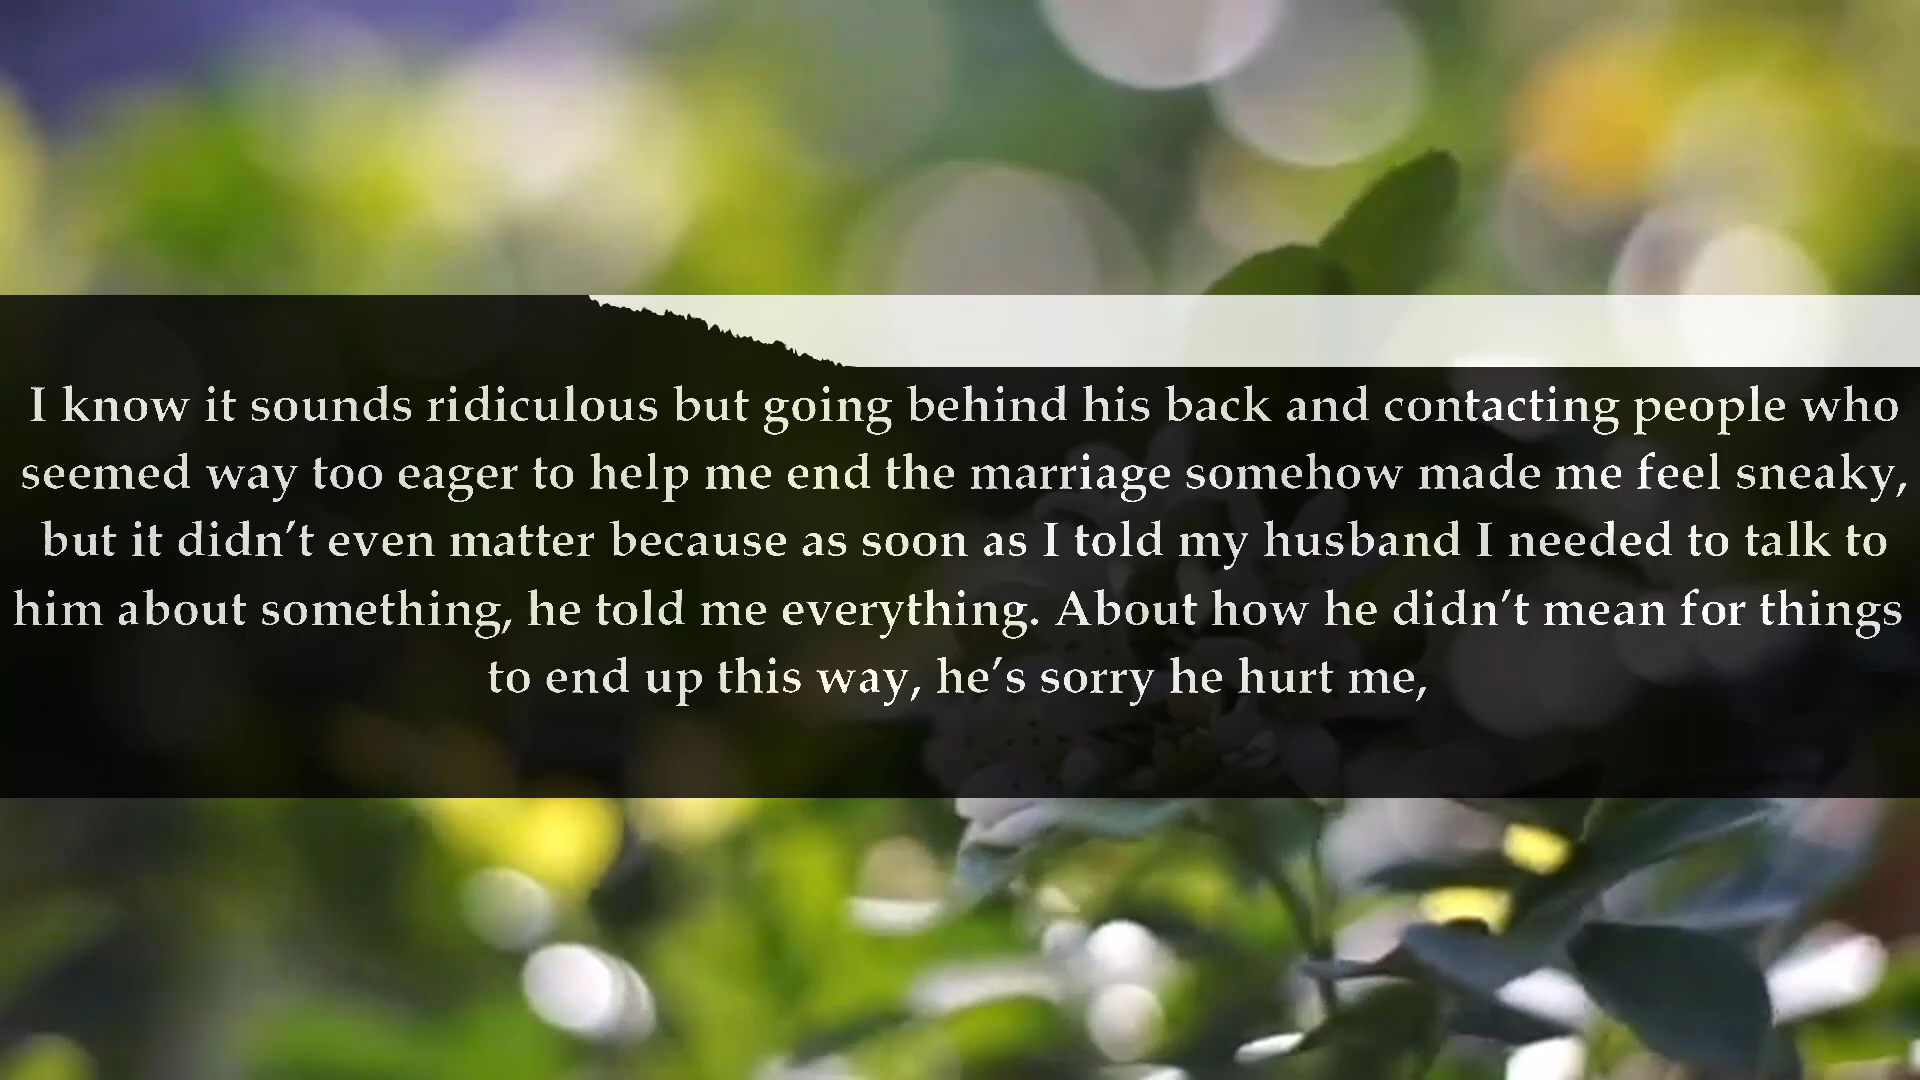 I know it sounds ridiculous but going behind his back and contacting people who
seemed way too eager to help me end the marriage somehow made me feel sneaky,
but it didn’t even matter because as soon as I told my husband I needed to talk to
him about something, he told me everything. About how he didn’t mean for things
to end up this way, he’s sorry he hurt me,